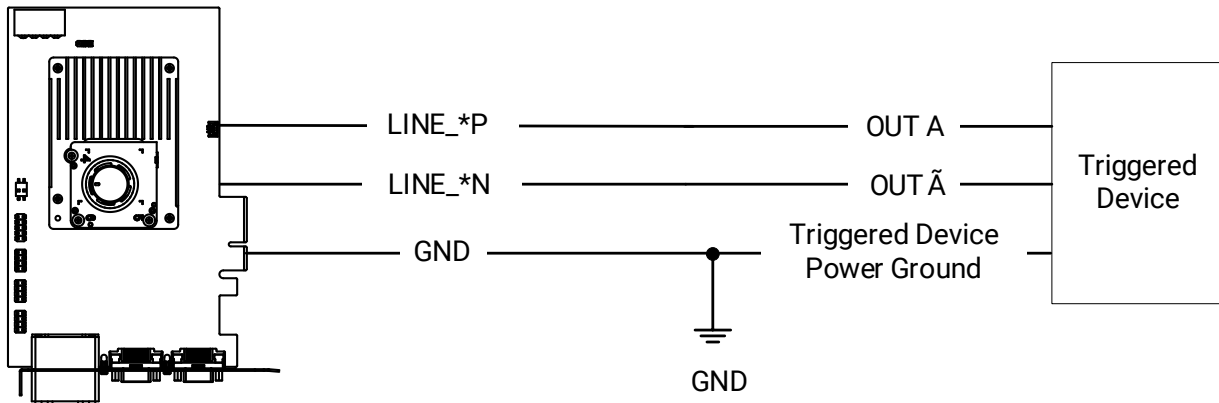 LINE_*P
OUT A
LINE_*N
OUT Ã
Triggered
Device
GND
Triggered Device
Power Ground
GND